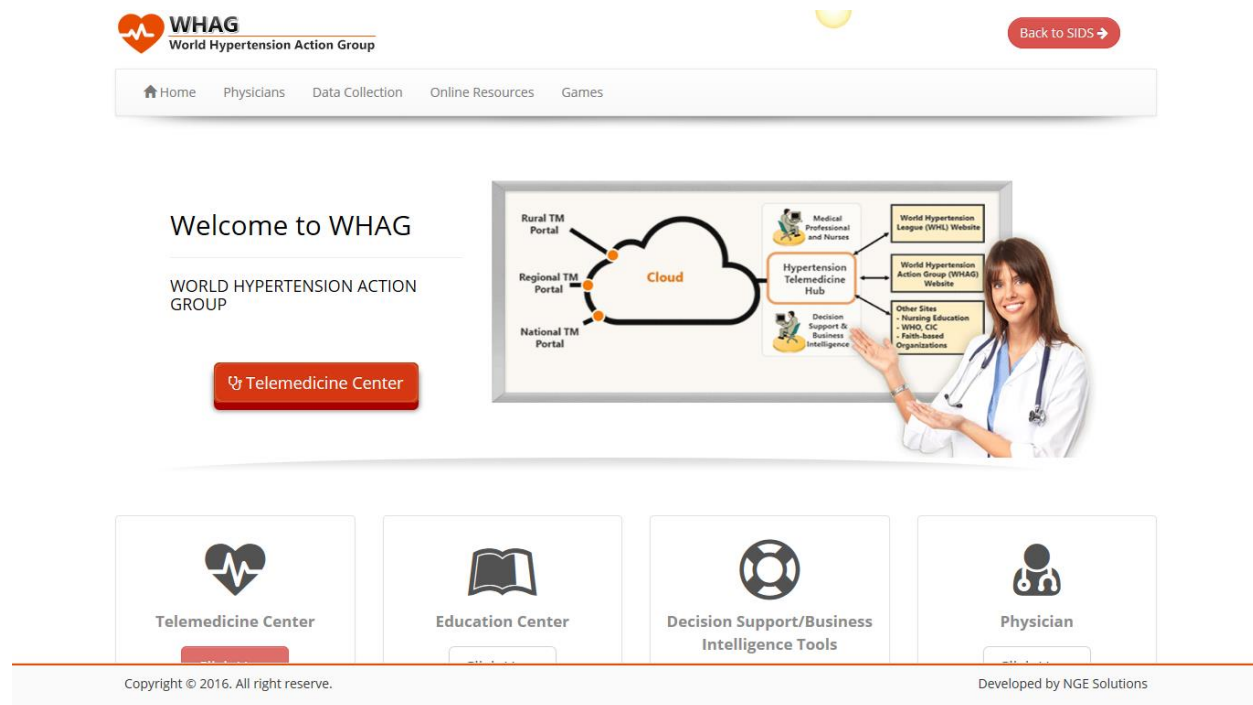 WHAG
World Hypertension Action Group
Back to SIDS
Home Physicians Data Collection Online Resources Games
Welcome to WHAG
WORLD HYPERTENSION ACTION
GROUP
Telemedicine Center
Rural TM
Portal
Regional TM
Portal
National TM
Portal
Cloud
Medical
Professional
and Nurses
Hypertension
Telemedicine
Hub
Decision
Support &
Business
Intelligence
World Hypertension
League (WHL) Website
World Hypertension
Action Group (WHAG)
Website
Other Sites
- Nursing Education
- WHO, CIC
- Faith-based
Organizations
Telemedicine Center
Education Center
Decision Support/Business
Intelligence Tools
Physician
Copyright © 2016. All right reserve.
Developed by NGE Solutions